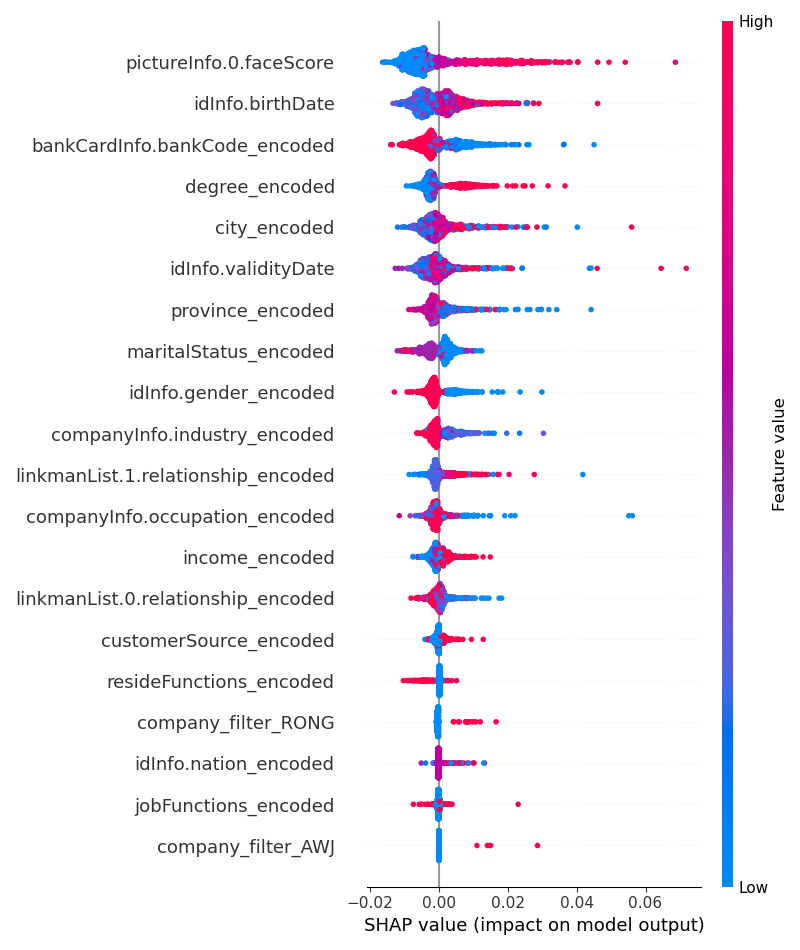 High
pictureInfo.0.faceScore
idInfo.birthDate
bankCardInfo.bankCode_encoded
degree_encoded
city_encoded
idInfo.validityDate
province_encoded
maritalStatus_encoded
idInfo.gender_encoded
companyInfo.industry_encoded
linkmanList.1.relationship_encoded
companyInfo.occupation_encoded
income_encoded
linkmanList.0.relationship_encoded
customerSource_encoded
resideFunctions_encoded
company_filter_RONG
idInfo.nation_encoded
jobFunctions_encoded
company_filter_AWJ
Feature value
Low
−0.02 0.00 0.02 0.04 0.06
SHAP value (impact on model output)